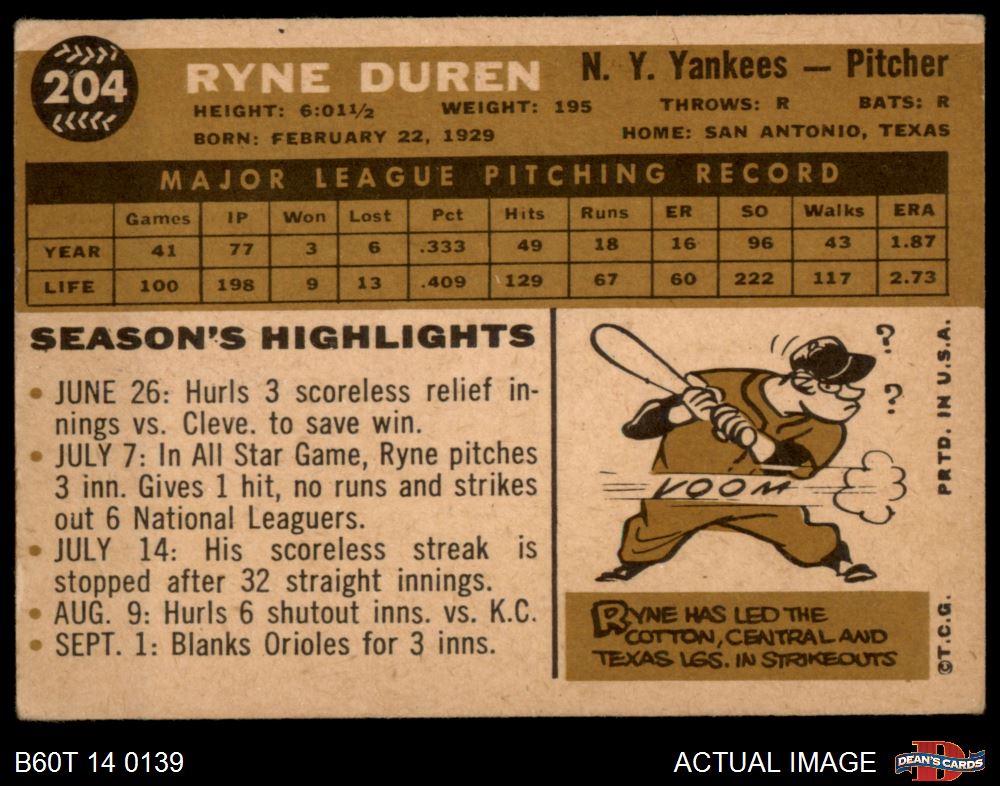 204
RYNE DUREN
N. Y. Yankees — Pitcher
HEIGHT: 6:01½ WEIGHT: 195 THROWS: R BATS: R
BORN: FEBRUARY 22, 1929 HOME: SAN ANTONIO, TEXAS
MAJOR LEAGUE PITCHING RECORD
Games IP Won Lost Pct Hits Runs ER SO Walks ERA
YEAR 41 77 3 6 .333 49 18 16 96 43 1.87
LIFE 100 198 9 13 .409 129 67 60 222 117 2.73
SEASON'S HIGHLIGHTS
• JUNE 26: Hurls 3 scoreless relief in-
nings vs. Cleve. to save win.
• JULY 7: In All Star Game, Ryne pitches
3 inn. Gives 1 hit, no runs and strikes
out 6 National Leaguers.
• JULY 14: His scoreless streak is
stopped after 32 straight innings.
• AUG. 9: Hurls 6 shutout inns. vs. K.C.
• SEPT. 1: Blanks Orioles for 3 inns.
? ?
VOOM
RYNE HAS LED THE
COTTON, CENTRAL AND
TEXAS LGS. IN STRIKEOUTS
PRTD. IN U.S.A.
©T.C.G.
B60T 14 0139
ACTUAL IMAGE
D
DEAN'S CARDS